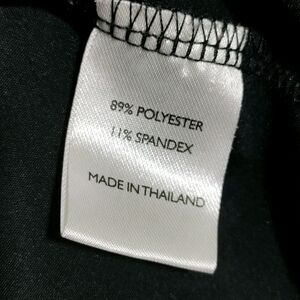 89% POLYESTER
11% SPANDEX
MADE IN THAILAND